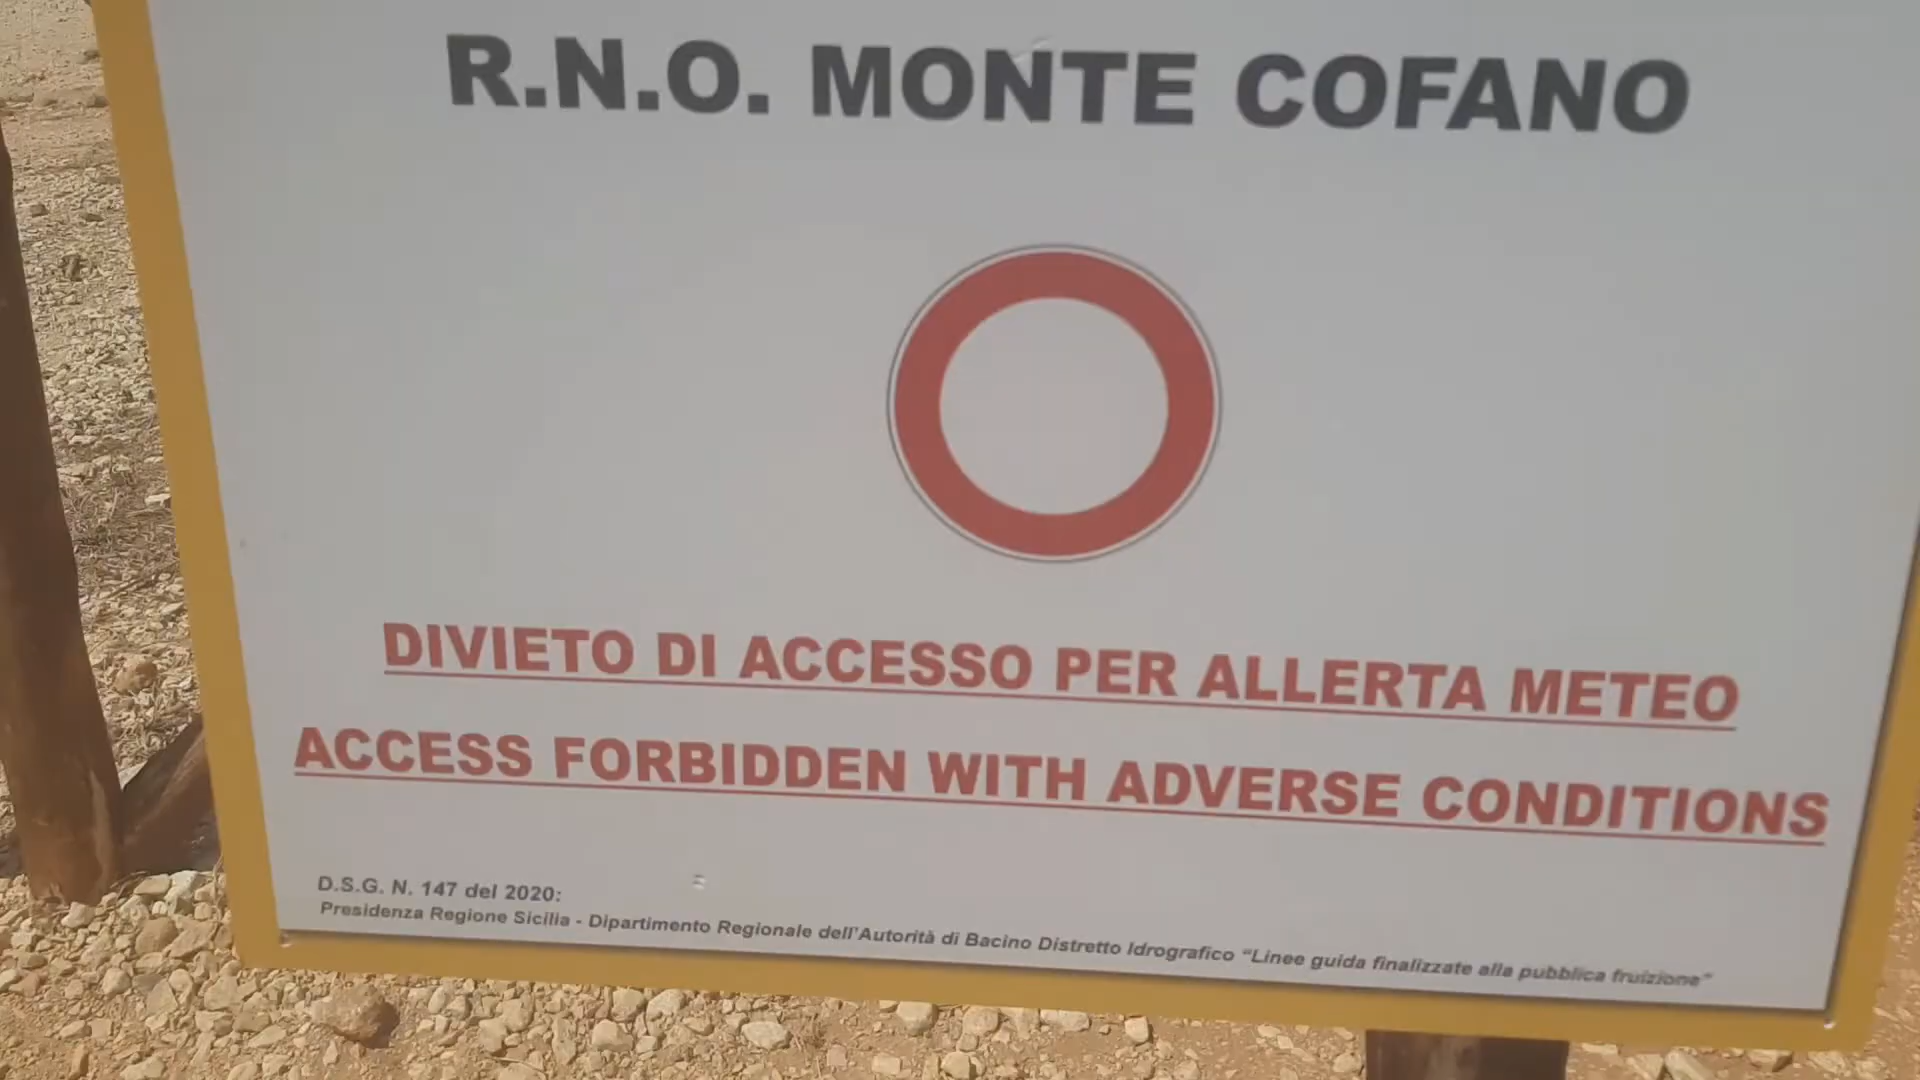 R.N.O. MONTE COFANO
DIVIETO DI ACCESSO PER ALLERTA METEO
ACCESS FORBIDDEN WITH ADVERSE CONDITIONS
D.S.G. N. 147 del 2020:
Presidenza Regione Sicilia - Dipartimento Regionale dell'Autorità di Bacino Distretto Idrografico "Linee guida finalizzate alla pubblica fruizione"